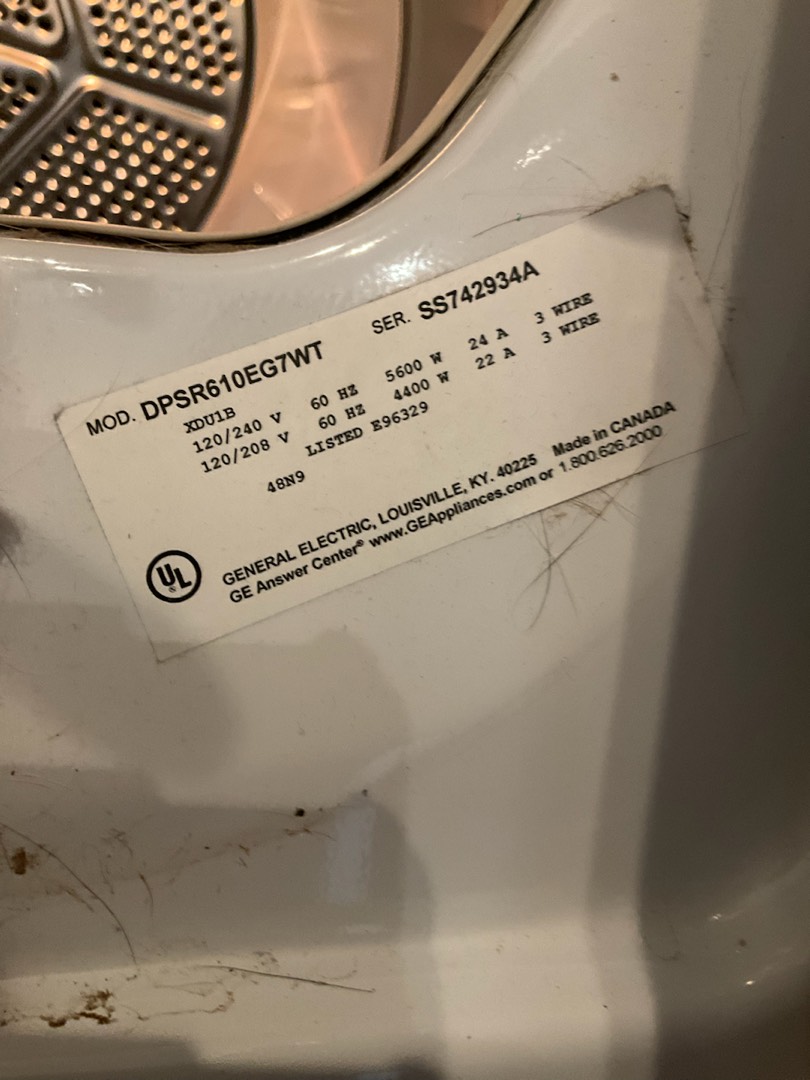 MOD. DPSR610EG7WT SER. SS742934A
XDU1B
120/240 V 60 HZ 5600 W 24 A 3 WIRE
120/208 V 60 HZ 4400 W 22 A 3 WIRE
LISTED E96329
48N9
UL®
GENERAL ELECTRIC, LOUISVILLE, KY. 40225 Made in CANADA
GE Answer Center® www.GEAppliances.com or 1.800.626.2000